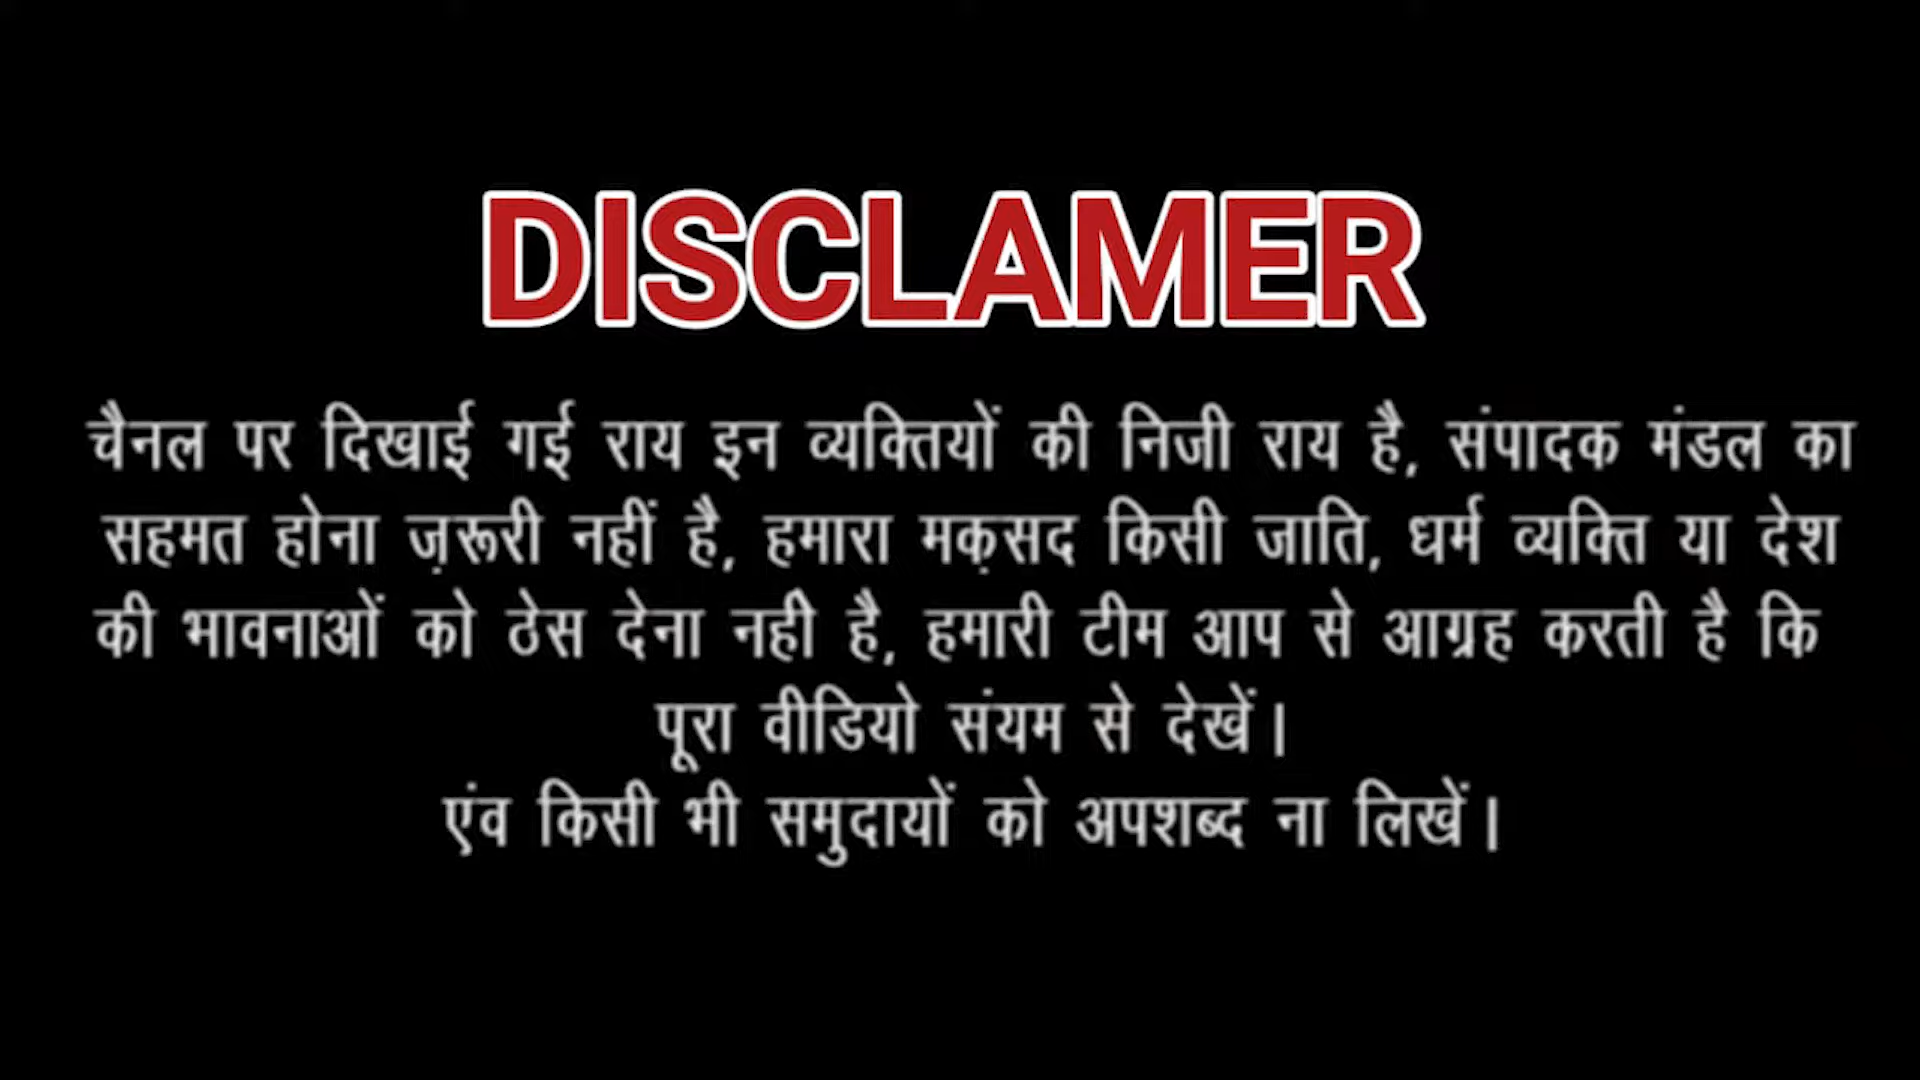 DISCLAMER
चैनल पर दिखाई गई राय इन व्यक्तियों की निजी राय है, संपादक मंडल का
सहमत होना ज़रूरी नहीं है, हमारा मक़सद किसी जाति, धर्म व्यक्ति या देश
की भावनाओं को ठेस देना नही है, हमारी टीम आप से आग्रह करती है कि
पूरा वीडियो संयम से देखें।
एंव किसी भी समुदायों को अपशब्द ना लिखें।